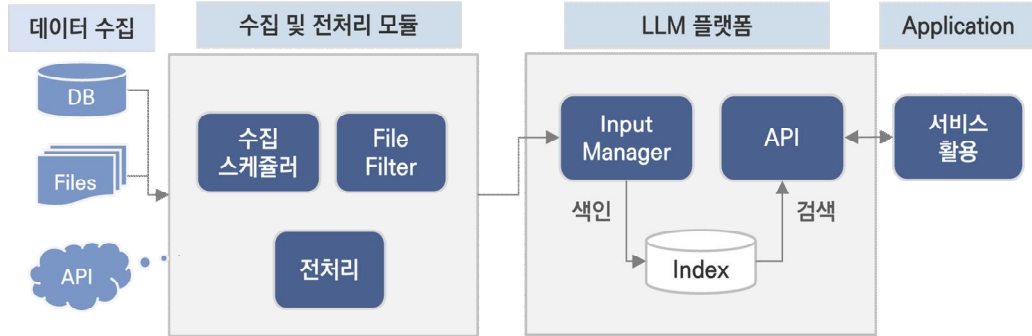 데이터 수집
수집 및 전처리 모듈
LLM 플랫폼
Application
DB
Files
API
수집
스케쥴러
File
Filter
전처리
Input
Manager
API
색인
검색
Index
서비스
활용